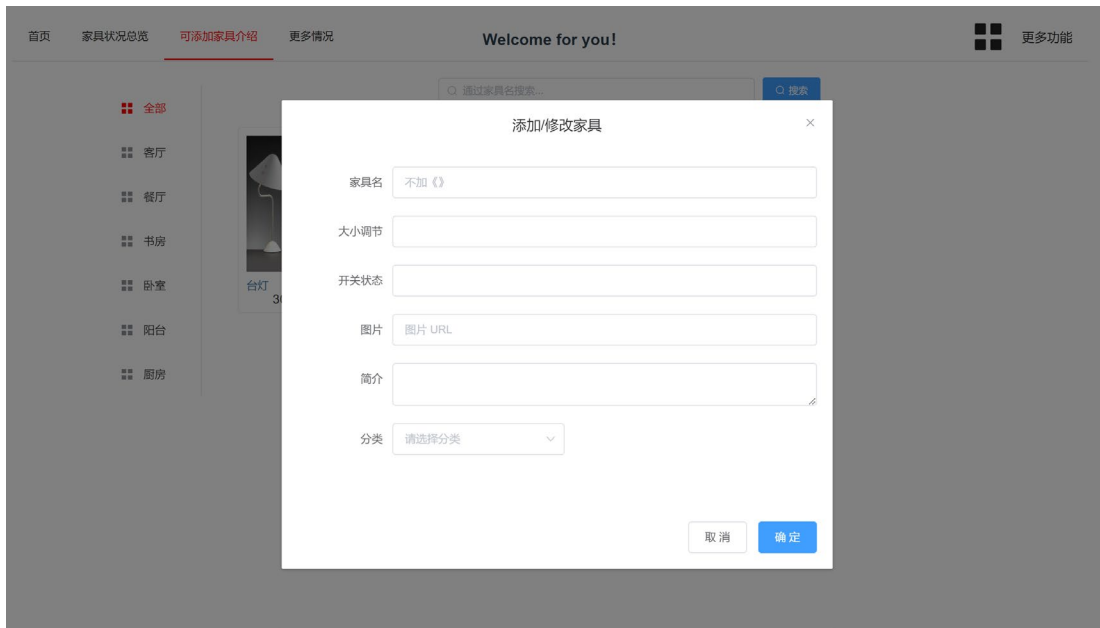 首页 家具状况总览 可添加家具介绍 更多情况 Welcome for you! 更多功能
通过家具名搜索... 搜索
全部
客厅
餐厅
书房
卧室
阳台
厨房
台灯
30
添加/修改家具
家具名 不加《》
大小调节
开关状态
图片 图片 URL
简介
分类 请选择分类
取消 确定